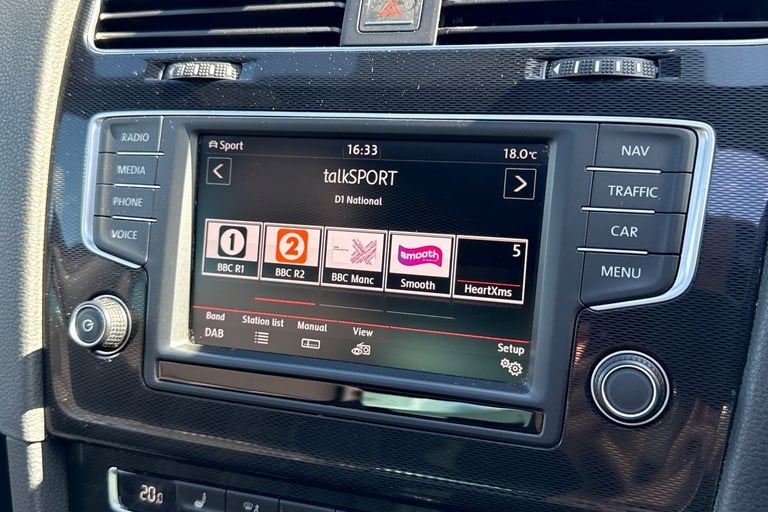 RADIO
MEDIA
PHONE
VOICE
Sport
16:33
18.0°C
talkSPORT
D1 National
1
BBC R1
2
BBC R2
BBC Manc
smooth
Smooth
5
HeartXms
Band
DAB
Station list
Manual
View
Setup
NAV
TRAFFIC
CAR
MENU
20.0